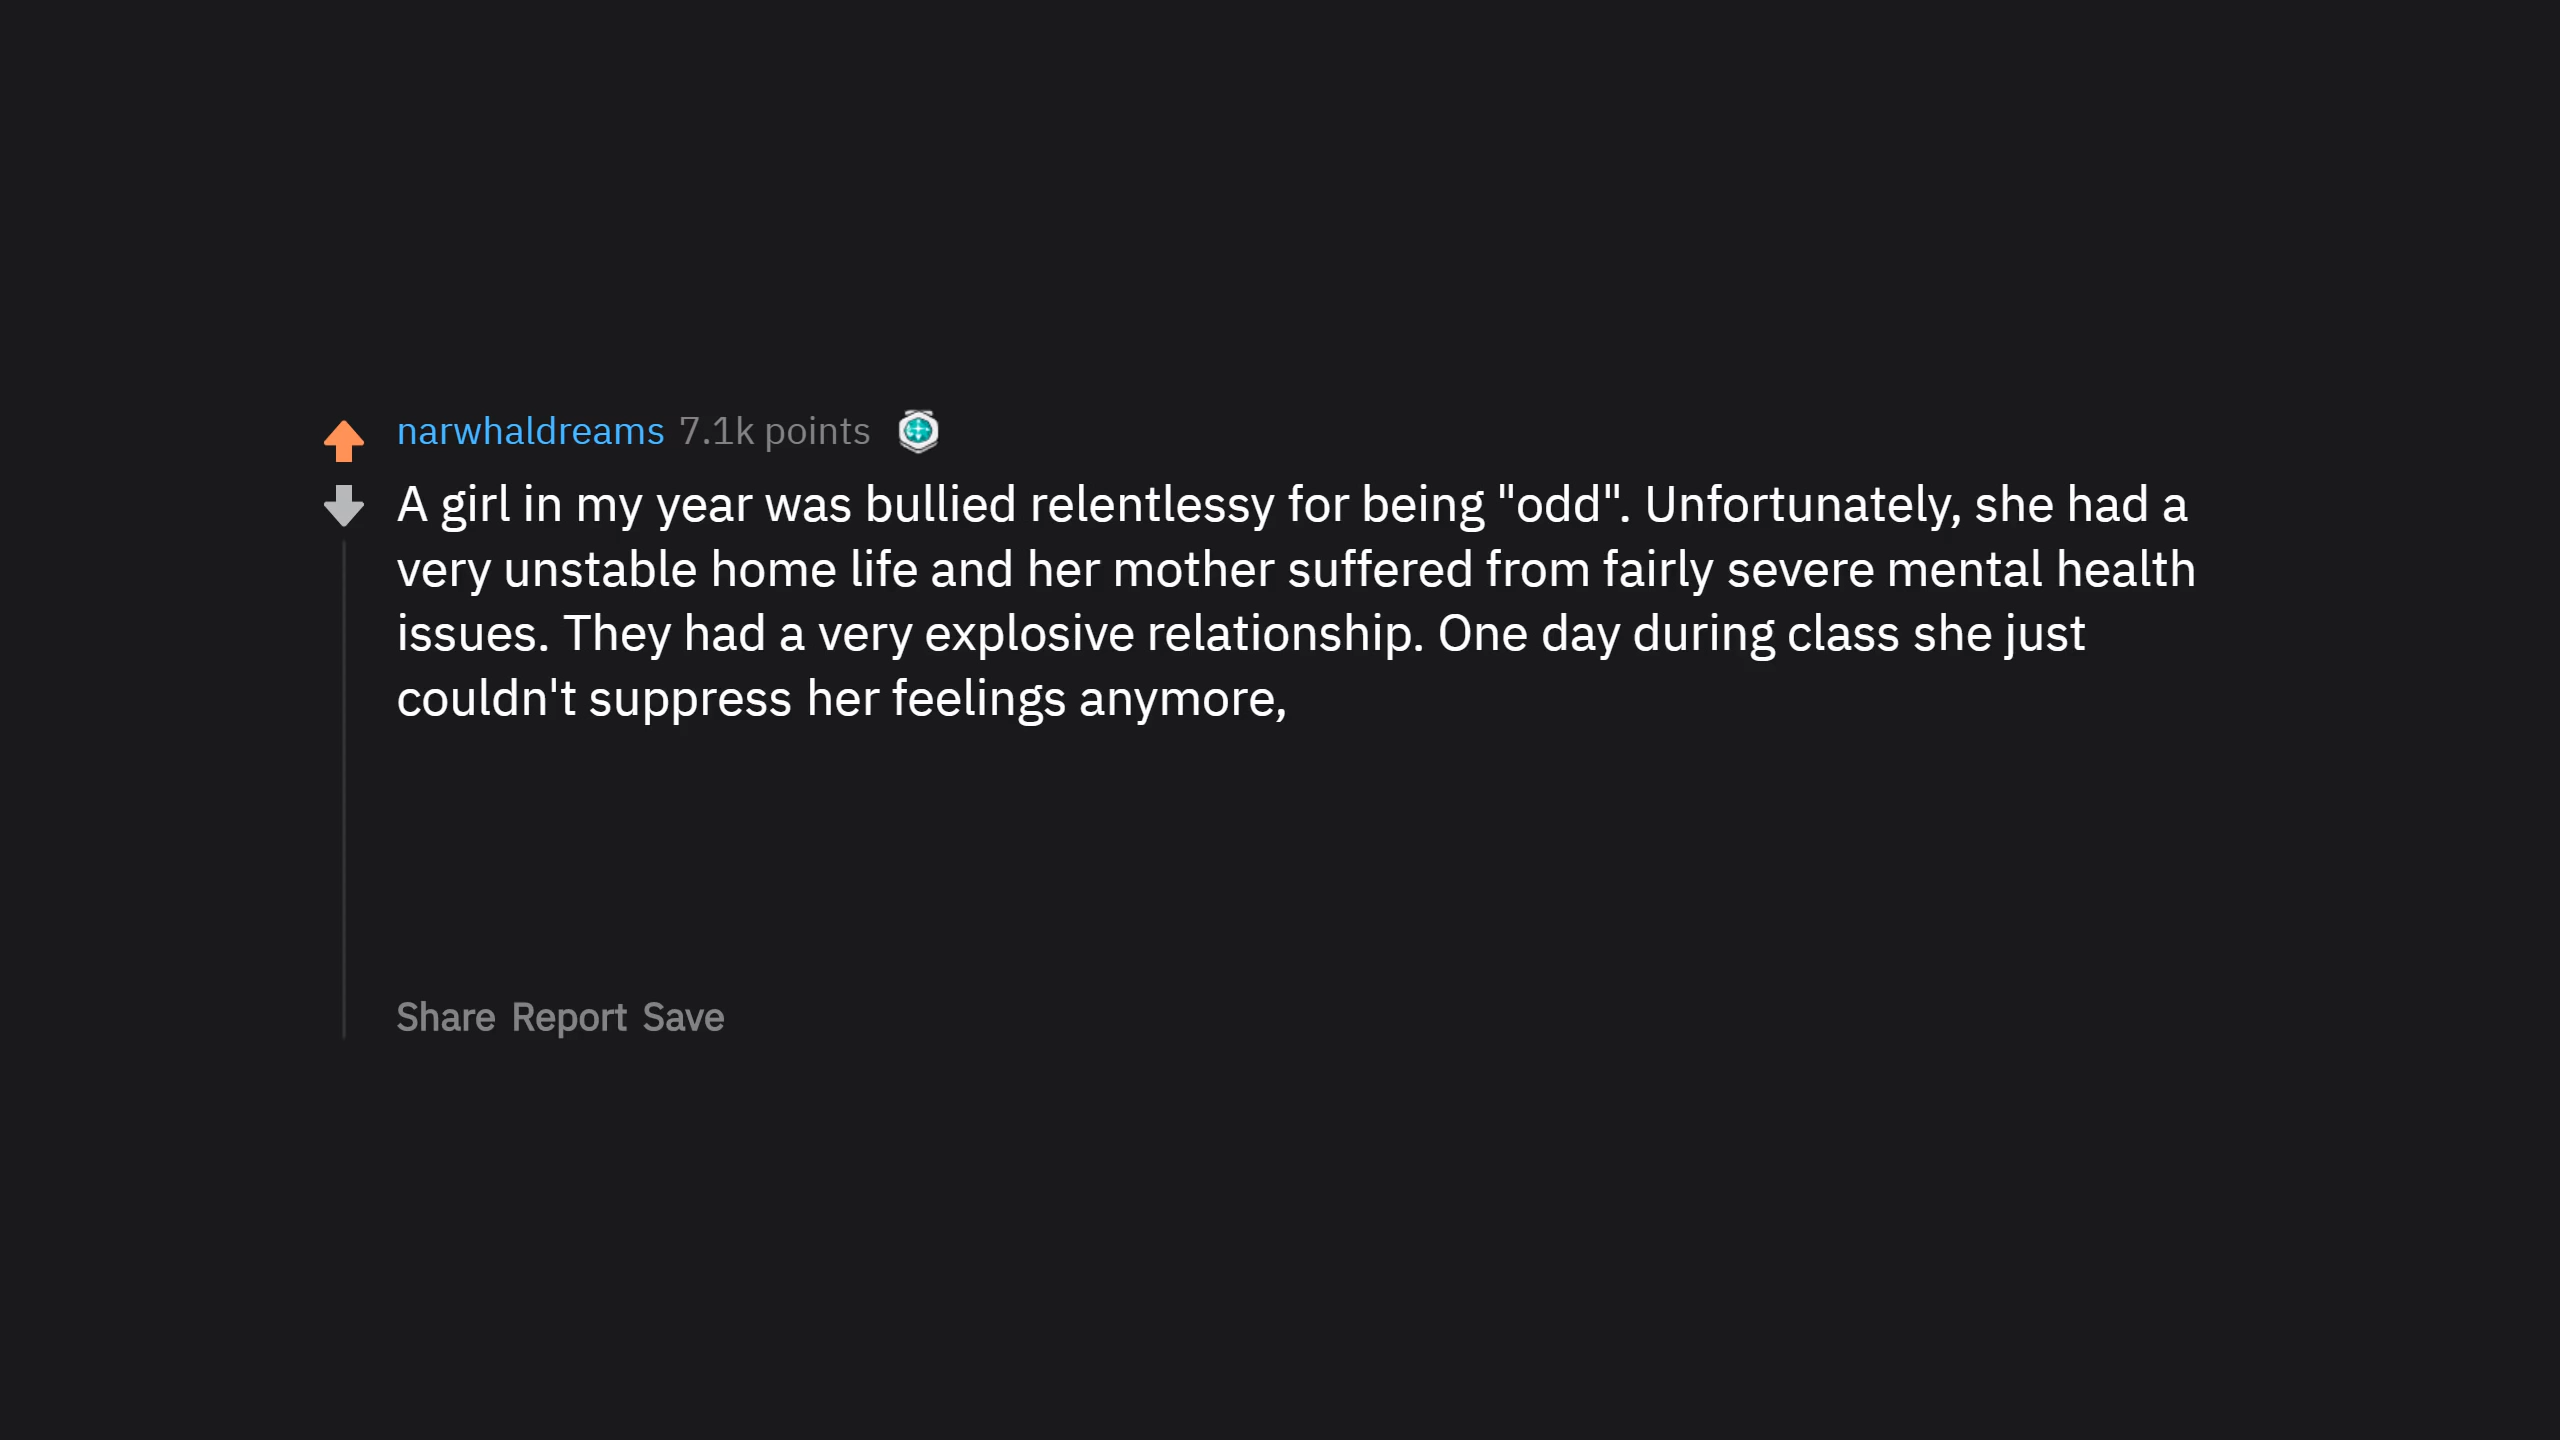 narwhaldreams 7.1k points
A girl in my year was bullied relentlessy for being "odd". Unfortunately, she had a
very unstable home life and her mother suffered from fairly severe mental health
issues. They had a very explosive relationship. One day during class she just
couldn't suppress her feelings anymore,
Share Report Save